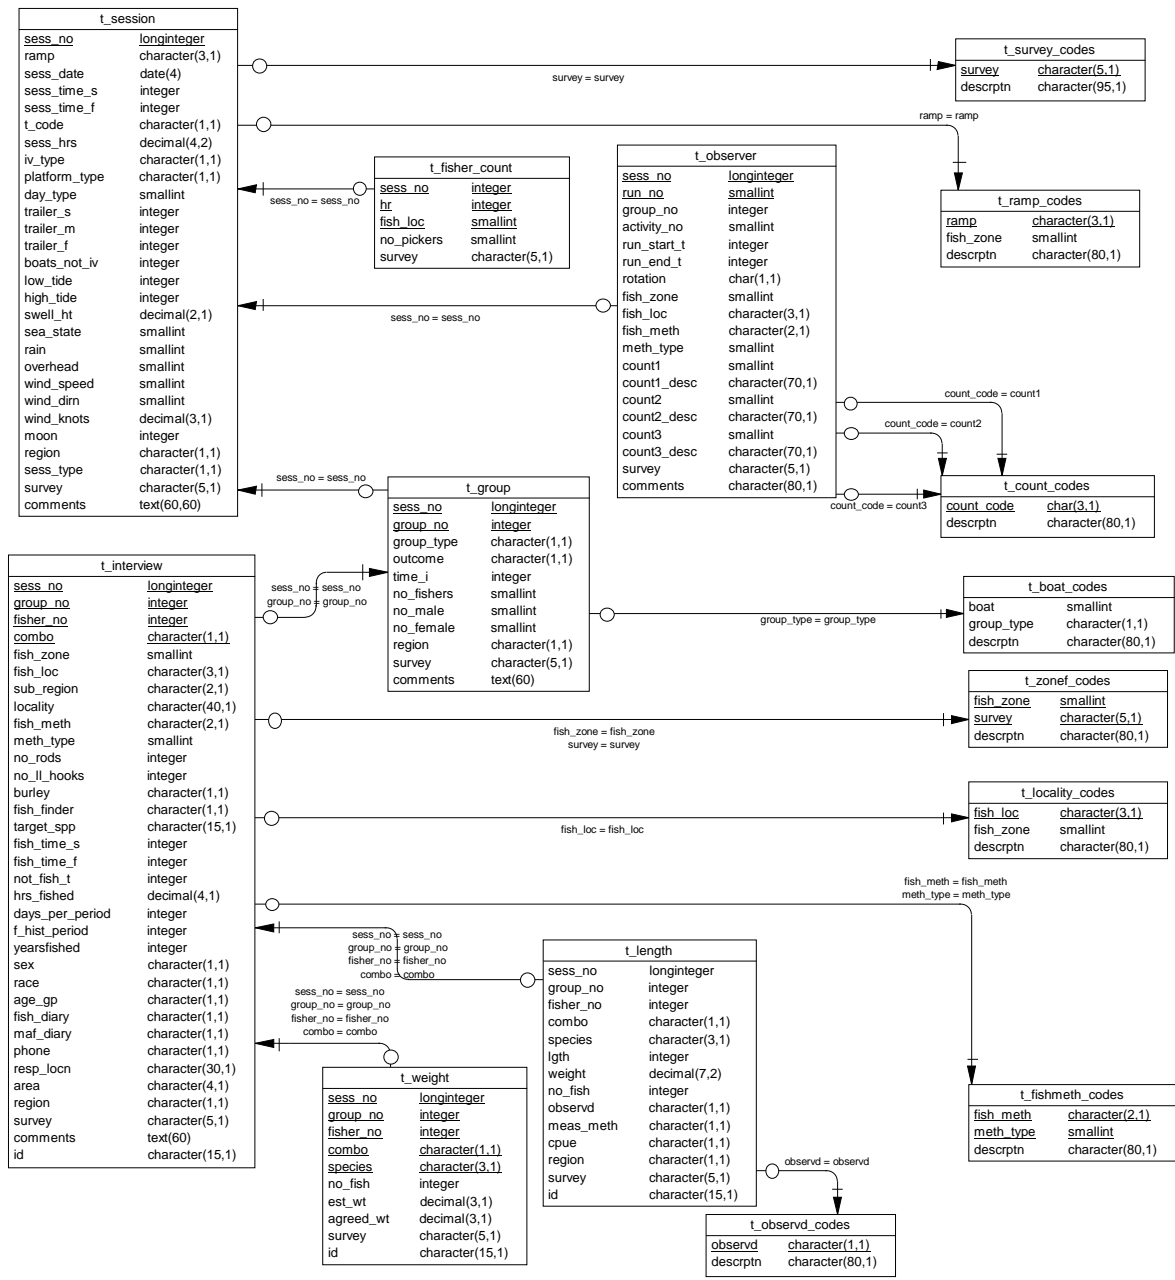 t_session
sess_no longinteger
ramp character(3,1)
sess_date date(4)
sess_time_s integer
sess_time_f integer
t_code character(1,1)
sess_hrs decimal(4,2)
iv_type character(1,1)
platform_type character(1,1)
day_type smallint
trailer_s integer
trailer_m integer
trailer_f integer
boats_not_iv integer
low_tide integer
high_tide integer
swell_ht decimal(2,1)
sea_state smallint
rain smallint
overhead smallint
wind_speed smallint
wind_dirn smallint
wind_knots decimal(3,1)
moon integer
region character(1,1)
sess_type character(1,1)
survey character(5,1)
comments text(60,60)
survey = survey
t_survey_codes
survey character(5,1)
descrptn character(95,1)
ramp = ramp
t_ramp_codes
ramp character(3,1)
fish_zone smallint
descrptn character(80,1)
t_fisher_count
sess_no integer
hr integer
fish_loc smallint
no_pickers smallint
survey character(5,1)
sess_no = sess_no
t_observer
sess_no longinteger
run_no smallint
group_no integer
activity_no smallint
run_start_t integer
run_end_t integer
rotation char(1,1)
fish_zone smallint
fish_loc character(3,1)
fish_meth character(2,1)
meth_type smallint
count1 smallint
count1_desc character(70,1)
count2 smallint
count2_desc character(70,1)
count3 smallint
count3_desc character(70,1)
survey character(5,1)
comments character(80,1)
sess_no = sess_no
count_code = count1
count_code = count2
count_code = count3
t_count_codes
count_code char(3,1)
descrptn character(80,1)
sess_no = sess_no
t_group
sess_no longinteger
group_no integer
group_type character(1,1)
outcome character(1,1)
time_i integer
no_fishers smallint
no_male smallint
no_female smallint
region character(1,1)
survey character(5,1)
comments text(60)
group_type = group_type
t_boat_codes
boat smallint
group_type character(1,1)
descrptn character(80,1)
t_interview
sess_no longinteger
group_no integer
fisher_no integer
combo character(1,1)
fish_zone smallint
fish_loc character(3,1)
sub_region character(2,1)
locality character(40,1)
fish_meth character(2,1)
meth_type smallint
no_rods integer
no_ll_hooks integer
burley character(1,1)
fish_finder character(1,1)
target_spp character(15,1)
fish_time_s integer
fish_time_f integer
not_fish_t integer
hrs_fished decimal(4,1)
days_per_period integer
f_hist_period integer
yearsfished integer
sex character(1,1)
race character(1,1)
age_gp character(1,1)
fish_diary character(1,1)
maf_diary character(1,1)
phone character(1,1)
resp_locn character(30,1)
area character(4,1)
region character(1,1)
survey character(5,1)
comments text(60)
id character(15,1)
sess_no = sess_no
group_no = group_no
fish_zone = fish_zone
survey = survey
t_zonef_codes
fish_zone smallint
survey character(5,1)
descrptn character(80,1)
fish_loc = fish_loc
t_locality_codes
fish_loc character(3,1)
fish_zone smallint
descrptn character(80,1)
fish_meth = fish_meth
meth_type = meth_type
t_fishmeth_codes
fish_meth character(2,1)
meth_type smallint
descrptn character(80,1)
sess_no = sess_no
group_no = group_no
fisher_no = fisher_no
combo = combo
t_length
sess_no longinteger
group_no integer
fisher_no integer
combo character(1,1)
species character(3,1)
lgth integer
weight decimal(7,2)
no_fish integer
observd character(1,1)
meas_meth character(1,1)
cpue character(1,1)
region character(1,1)
survey character(5,1)
id character(15,1)
sess_no = sess_no
group_no = group_no
fisher_no = fisher_no
combo = combo
t_weight
sess_no longinteger
group_no integer
fisher_no integer
combo character(1,1)
species character(3,1)
no_fish integer
est_wt decimal(3,1)
agreed_wt decimal(3,1)
survey character(5,1)
id character(15,1)
observd = observd
t_observd_codes
observd character(1,1)
descrptn character(80,1)